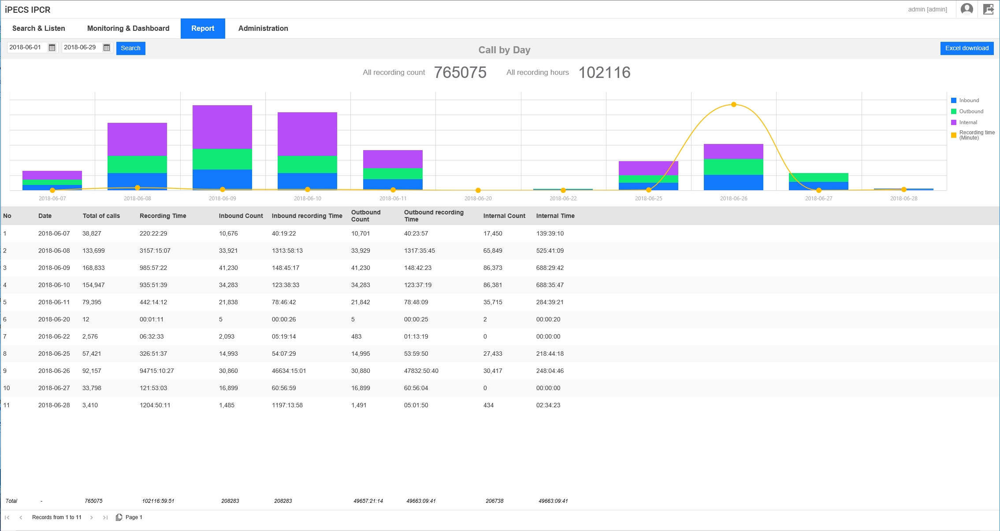 iPECS IPCR
admin [admin]
Search & Listen Monitoring & Dashboard Report Administration
2018-06-01 2018-06-29 Search Call by Day Excel download
All recording count 765075 All recording hours 102116
Inbound
Outbound
Internal
Recording time
(Minute)
2018-06-07 2018-06-08 2018-06-09 2018-06-10 2018-06-11 2018-06-20 2018-06-22 2018-06-25 2018-06-26 2018-06-27 2018-06-28
No Date Total of calls Recording Time Inbound Count Inbound recording Time Outbound Count Outbound recording Time Internal Count Internal Time
1 2018-06-07 38,827 220:22:29 10,676 40:19:22 10,701 40:23:57 17,450 139:39:10
2 2018-06-08 133,699 3157:15:07 33,921 1313:58:13 33,929 1317:35:45 65,849 525:41:09
3 2018-06-09 168,833 985:57:22 41,230 148:45:17 41,230 148:42:23 86,373 688:29:42
4 2018-06-10 154,947 935:51:39 34,283 123:38:33 34,283 123:37:19 86,381 688:35:47
5 2018-06-11 79,395 442:14:12 21,838 78:46:42 21,842 78:48:09 35,715 284:39:21
6 2018-06-20 12 00:01:11 5 00:00:26 5 00:00:25 2 00:00:20
7 2018-06-22 2,576 06:32:33 2,093 05:19:14 483 01:13:19 0 00:00:00
8 2018-06-25 57,421 326:51:37 14,993 54:07:29 14,995 53:59:50 27,433 218:44:18
9 2018-06-26 92,157 94715:10:27 30,860 46634:15:01 30,880 47832:50:40 30,417 248:04:46
10 2018-06-27 33,798 121:53:03 16,899 60:56:59 16,899 60:56:04 0 00:00:00
11 2018-06-28 3,410 1204:50:11 1,485 1197:13:58 1,491 05:01:50 434 02:34:23
Total - 765075 102116:59:51 208283 208283 49657:21:14 49663:09:41 206738 49663:09:41
Records from 1 to 11 Page 1